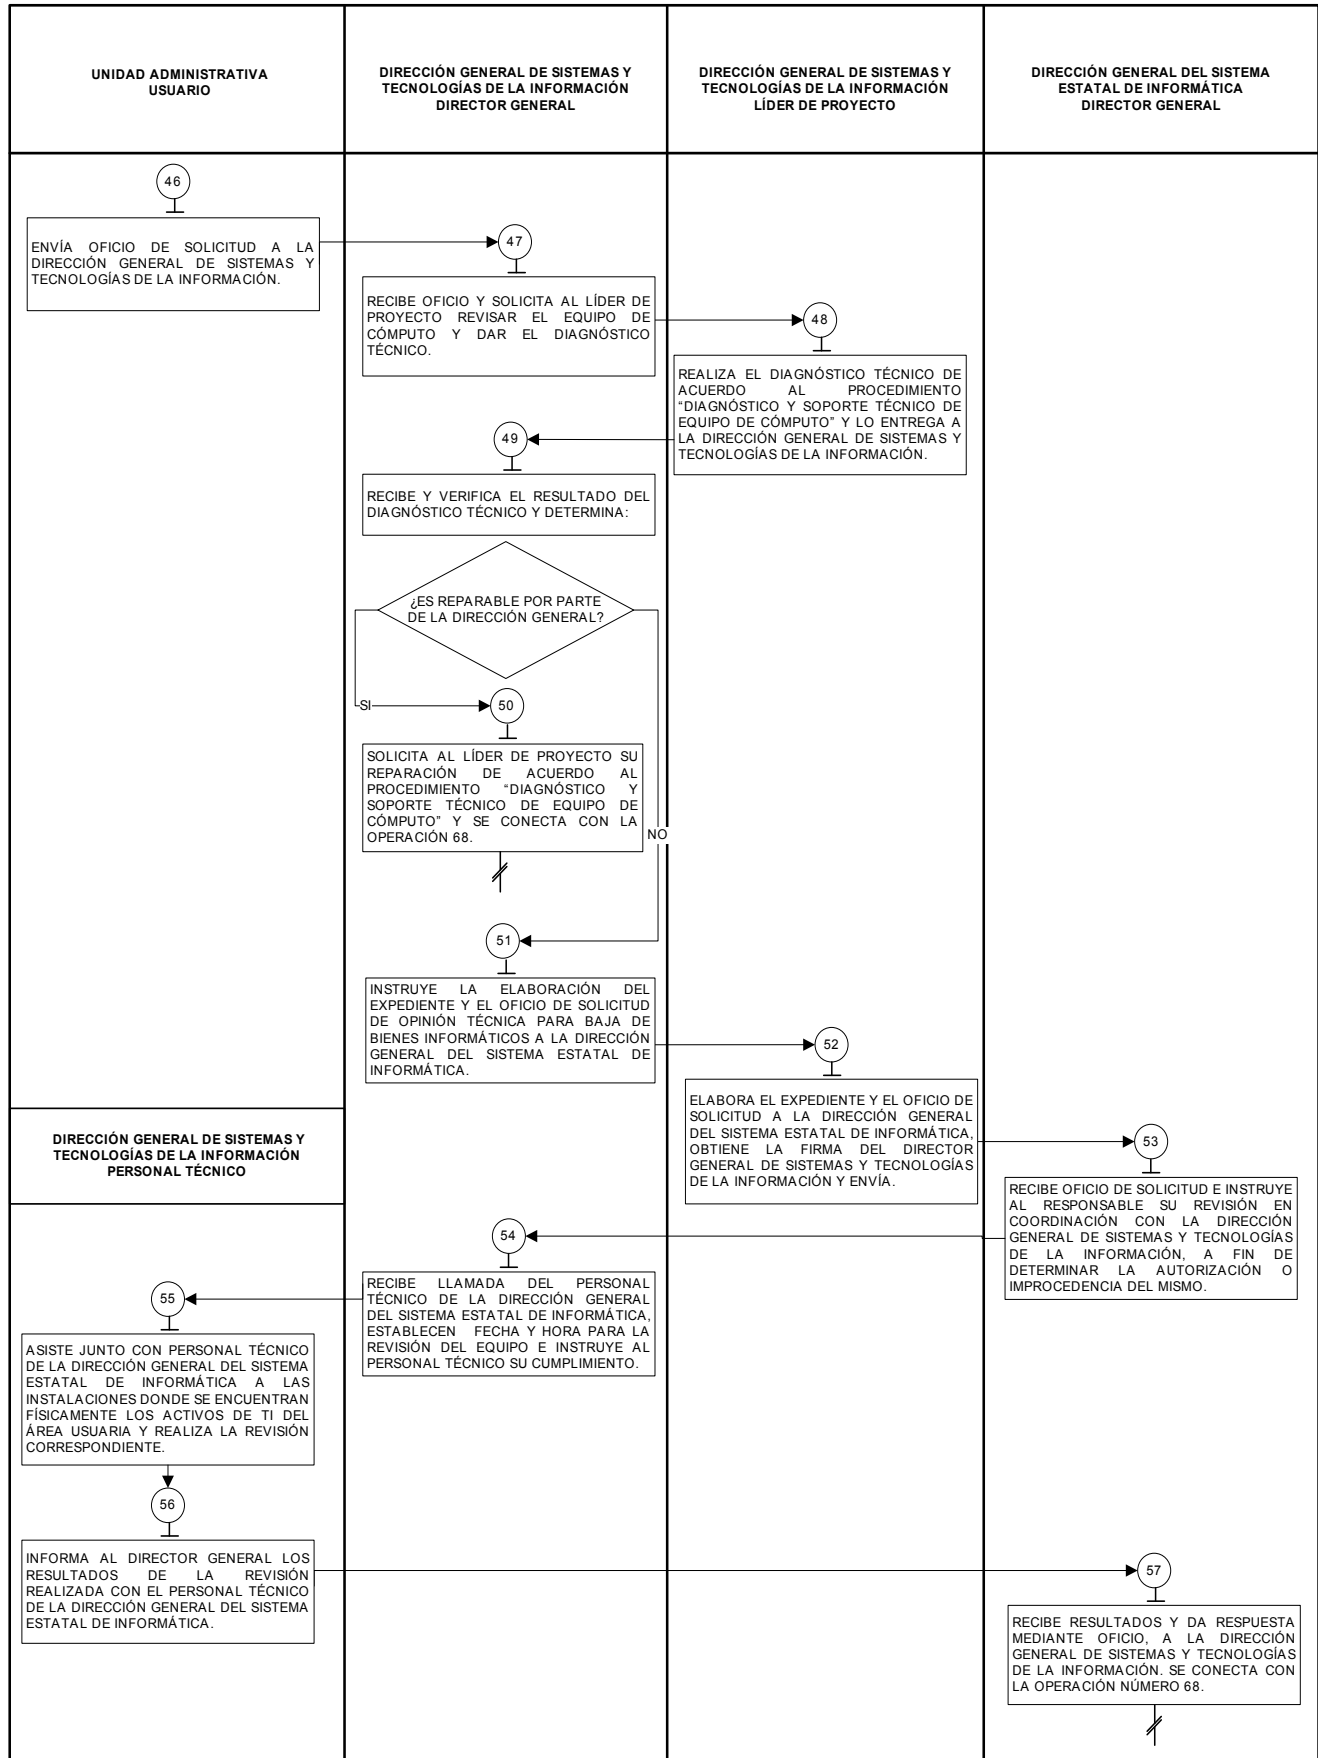 UNIDAD ADMINISTRATIVA
USUARIO
DIRECCIÓN GENERAL DE SISTEMAS Y
TECNOLOGÍAS DE LA INFORMACIÓN
DIRECTOR GENERAL
DIRECCIÓN GENERAL DE SISTEMAS Y
TECNOLOGÍAS DE LA INFORMACIÓN
LÍDER DE PROYECTO
DIRECCIÓN GENERAL DEL SISTEMA
ESTATAL DE INFORMÁTICA
DIRECTOR GENERAL
46
ENVÍA OFICIO DE SOLICITUD A LA
DIRECCIÓN GENERAL DE SISTEMAS Y
TECNOLOGÍAS DE LA INFORMACIÓN.
47
RECIBE OFICIO Y SOLICITA AL LÍDER DE
PROYECTO REVISAR EL EQUIPO DE
CÓMPUTO Y DAR EL DIAGNÓSTICO
TÉCNICO.
48
REALIZA EL DIAGNÓSTICO TÉCNICO DE
ACUERDO AL PROCEDIMIENTO
“DIAGNÓSTICO Y SOPORTE TÉCNICO DE
EQUIPO DE CÓMPUTO” Y LO ENTREGA A
LA DIRECCIÓN GENERAL DE SISTEMAS Y
TECNOLOGÍAS DE LA INFORMACIÓN.
49
RECIBE Y VERIFICA EL RESULTADO DEL
DIAGNÓSTICO TÉCNICO Y DETERMINA:
¿ES REPARABLE POR PARTE
DE LA DIRECCIÓN GENERAL?
SI
50
SOLICITA AL LÍDER DE PROYECTO SU
REPARACIÓN DE ACUERDO AL
PROCEDIMIENTO “DIAGNÓSTICO Y
SOPORTE TÉCNICO DE EQUIPO DE
CÓMPUTO” Y SE CONECTA CON LA
OPERACIÓN 68.
NO
51
INSTRUYE LA ELABORACIÓN DEL
EXPEDIENTE Y EL OFICIO DE SOLICITUD
DE OPINIÓN TÉCNICA PARA BAJA DE
BIENES INFORMÁTICOS A LA DIRECCIÓN
GENERAL DEL SISTEMA ESTATAL DE
INFORMÁTICA.
52
ELABORA EL EXPEDIENTE Y EL OFICIO DE
SOLICITUD A LA DIRECCIÓN GENERAL
DEL SISTEMA ESTATAL DE INFORMÁTICA,
OBTIENE LA FIRMA DEL DIRECTOR
GENERAL DE SISTEMAS Y TECNOLOGÍAS
DE LA INFORMACIÓN Y ENVÍA.
DIRECCIÓN GENERAL DE SISTEMAS Y
TECNOLOGÍAS DE LA INFORMACIÓN
PERSONAL TÉCNICO
53
RECIBE OFICIO DE SOLICITUD E INSTRUYE
AL RESPONSABLE SU REVISIÓN EN
COORDINACIÓN CON LA DIRECCIÓN
GENERAL DE SISTEMAS Y TECNOLOGÍAS
DE LA INFORMACIÓN, A FIN DE
DETERMINAR LA AUTORIZACIÓN O
IMPROCEDENCIA DEL MISMO.
54
RECIBE LLAMADA DEL PERSONAL
TÉCNICO DE LA DIRECCIÓN GENERAL
DEL SISTEMA ESTATAL DE INFORMÁTICA,
ESTABLECEN FECHA Y HORA PARA LA
REVISIÓN DEL EQUIPO E INSTRUYE AL
PERSONAL TÉCNICO SU CUMPLIMIENTO.
55
ASISTE JUNTO CON PERSONAL TÉCNICO
DE LA DIRECCIÓN GENERAL DEL SISTEMA
ESTATAL DE INFORMÁTICA A LAS
INSTALACIONES DONDE SE ENCUENTRAN
FÍSICAMENTE LOS ACTIVOS DE TI DEL
ÁREA USUARIA Y REALIZA LA REVISIÓN
CORRESPONDIENTE.
56
INFORMA AL DIRECTOR GENERAL LOS
RESULTADOS DE LA REVISIÓN
REALIZADA CON EL PERSONAL TÉCNICO
DE LA DIRECCIÓN GENERAL DEL SISTEMA
ESTATAL DE INFORMÁTICA.
57
RECIBE RESULTADOS Y DA RESPUESTA
MEDIANTE OFICIO, A LA DIRECCIÓN
GENERAL DE SISTEMAS Y TECNOLOGÍAS
DE LA INFORMACIÓN. SE CONECTA CON
LA OPERACIÓN NÚMERO 68.